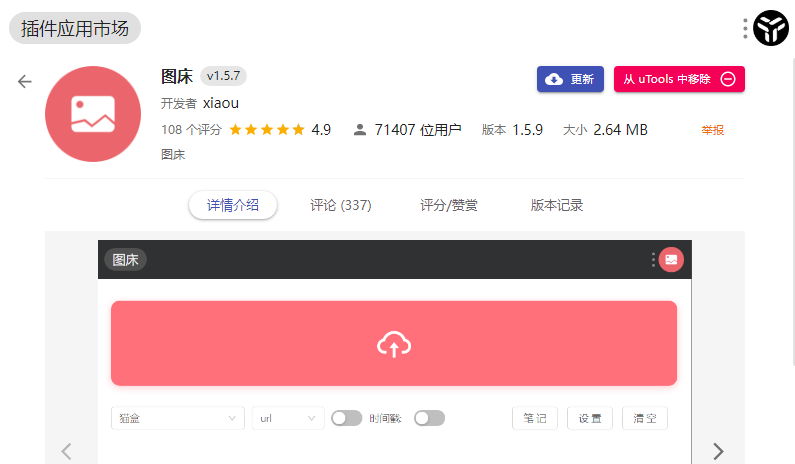 插件应用市场
图床 v1.5.7 更新 从 uTools 中移除
开发者 xiaou
108 个评分 4.9 71407 位用户 版本 1.5.9 大小 2.64 MB 举报
图床
详情介绍 评论 (337) 评分/赞赏 版本记录
图床
猫盒 url 时间戳: 笔记 设置 清空